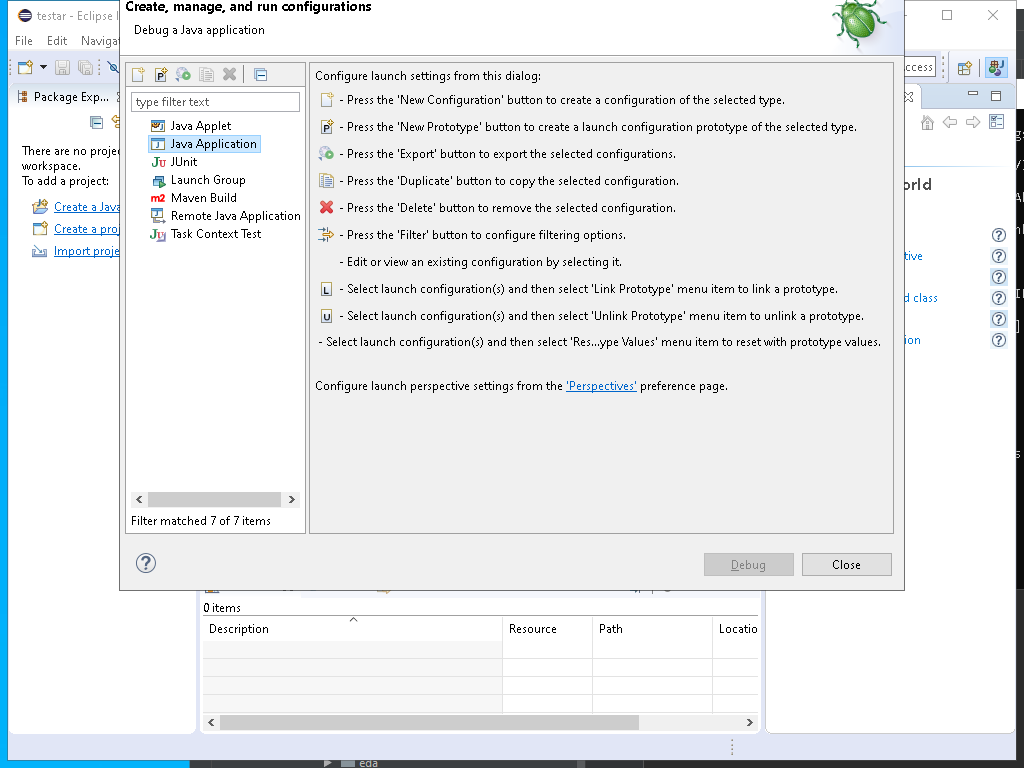 Create, manage, and run configurations
testar - Eclipse
Debug a Java application
File Edit Naviga
Package Exp...
type filter text
Java Applet
Java Application
JUnit
Launch Group
Maven Build
Remote Java Application
Task Context Test
Filter matched 7 of 7 items
Configure launch settings from this dialog:
- Press the 'New Configuration' button to create a configuration of the selected type.
- Press the 'New Prototype' button to create a launch configuration prototype of the selected type.
- Press the 'Export' button to export the selected configurations.
- Press the 'Duplicate' button to copy the selected configuration.
- Press the 'Delete' button to remove the selected configuration.
- Press the 'Filter' button to configure filtering options.
- Edit or view an existing configuration by selecting it.
- Select launch configuration(s) and then select 'Link Prototype' menu item to link a prototype.
- Select launch configuration(s) and then select 'Unlink Prototype' menu item to unlink a prototype.
- Select launch configuration(s) and then select 'Res...ype Values' menu item to reset with prototype values.
Configure launch perspective settings from the 'Perspectives' preference page.
Debug
Close
There are no proje
workspace.
To add a project:
Create a Java
Create a proj
Import proje
cess
orld
tive
d class
ion
0 items
Description Resource Path Locatio
eda